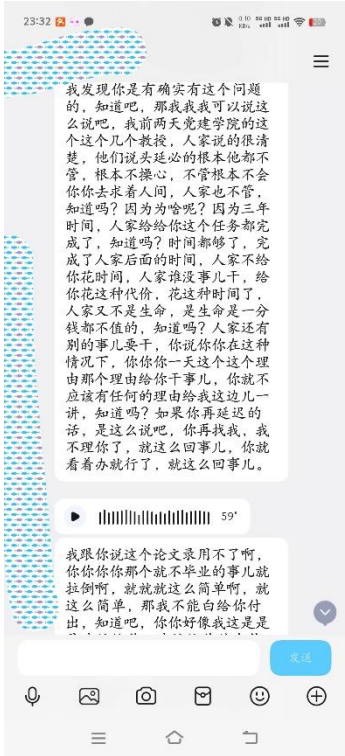 23:32
我发现你是有确实有这个问题
的，知道吧，那我我我可以说这
么说吧，我前两天党建学院的这
个这个几个教授，人家说的很清
楚，他们说头延必的根本他都不
管，根本不操心，不管根本不会
你你去求着人间，人家也不管，
知道吗？因为为啥呢？因为三年
时间，人家给给你这个任务都完
成了，知道吗？时间都够了，完
成了人家后面的时间，人家不给
你花时间，人家谁没事儿干，给
你花这种代价，花这种时间了，
人家又不是生命，是生命是一分
钱都不值的，知道吗？人家还有
别的事儿要干，你说你你在这种
情况下，你你你一天这个这个理
由那个理由给你干事儿，你就不
应该有任何的理由给我这边儿一
讲，知道吗？如果你再延迟的
话，是这么说吧，你再找我，我
不理你了，就这么回事儿，你就
看着办就行了，就这么回事儿。
59"
我跟你说这个论文录用不了啊，
你你你你那个就不毕业的事儿就
拉倒啊，就就就这么简单啊，就
这么简单，那我不能白给你付
出，知道吧，你你好像我这是是
发送